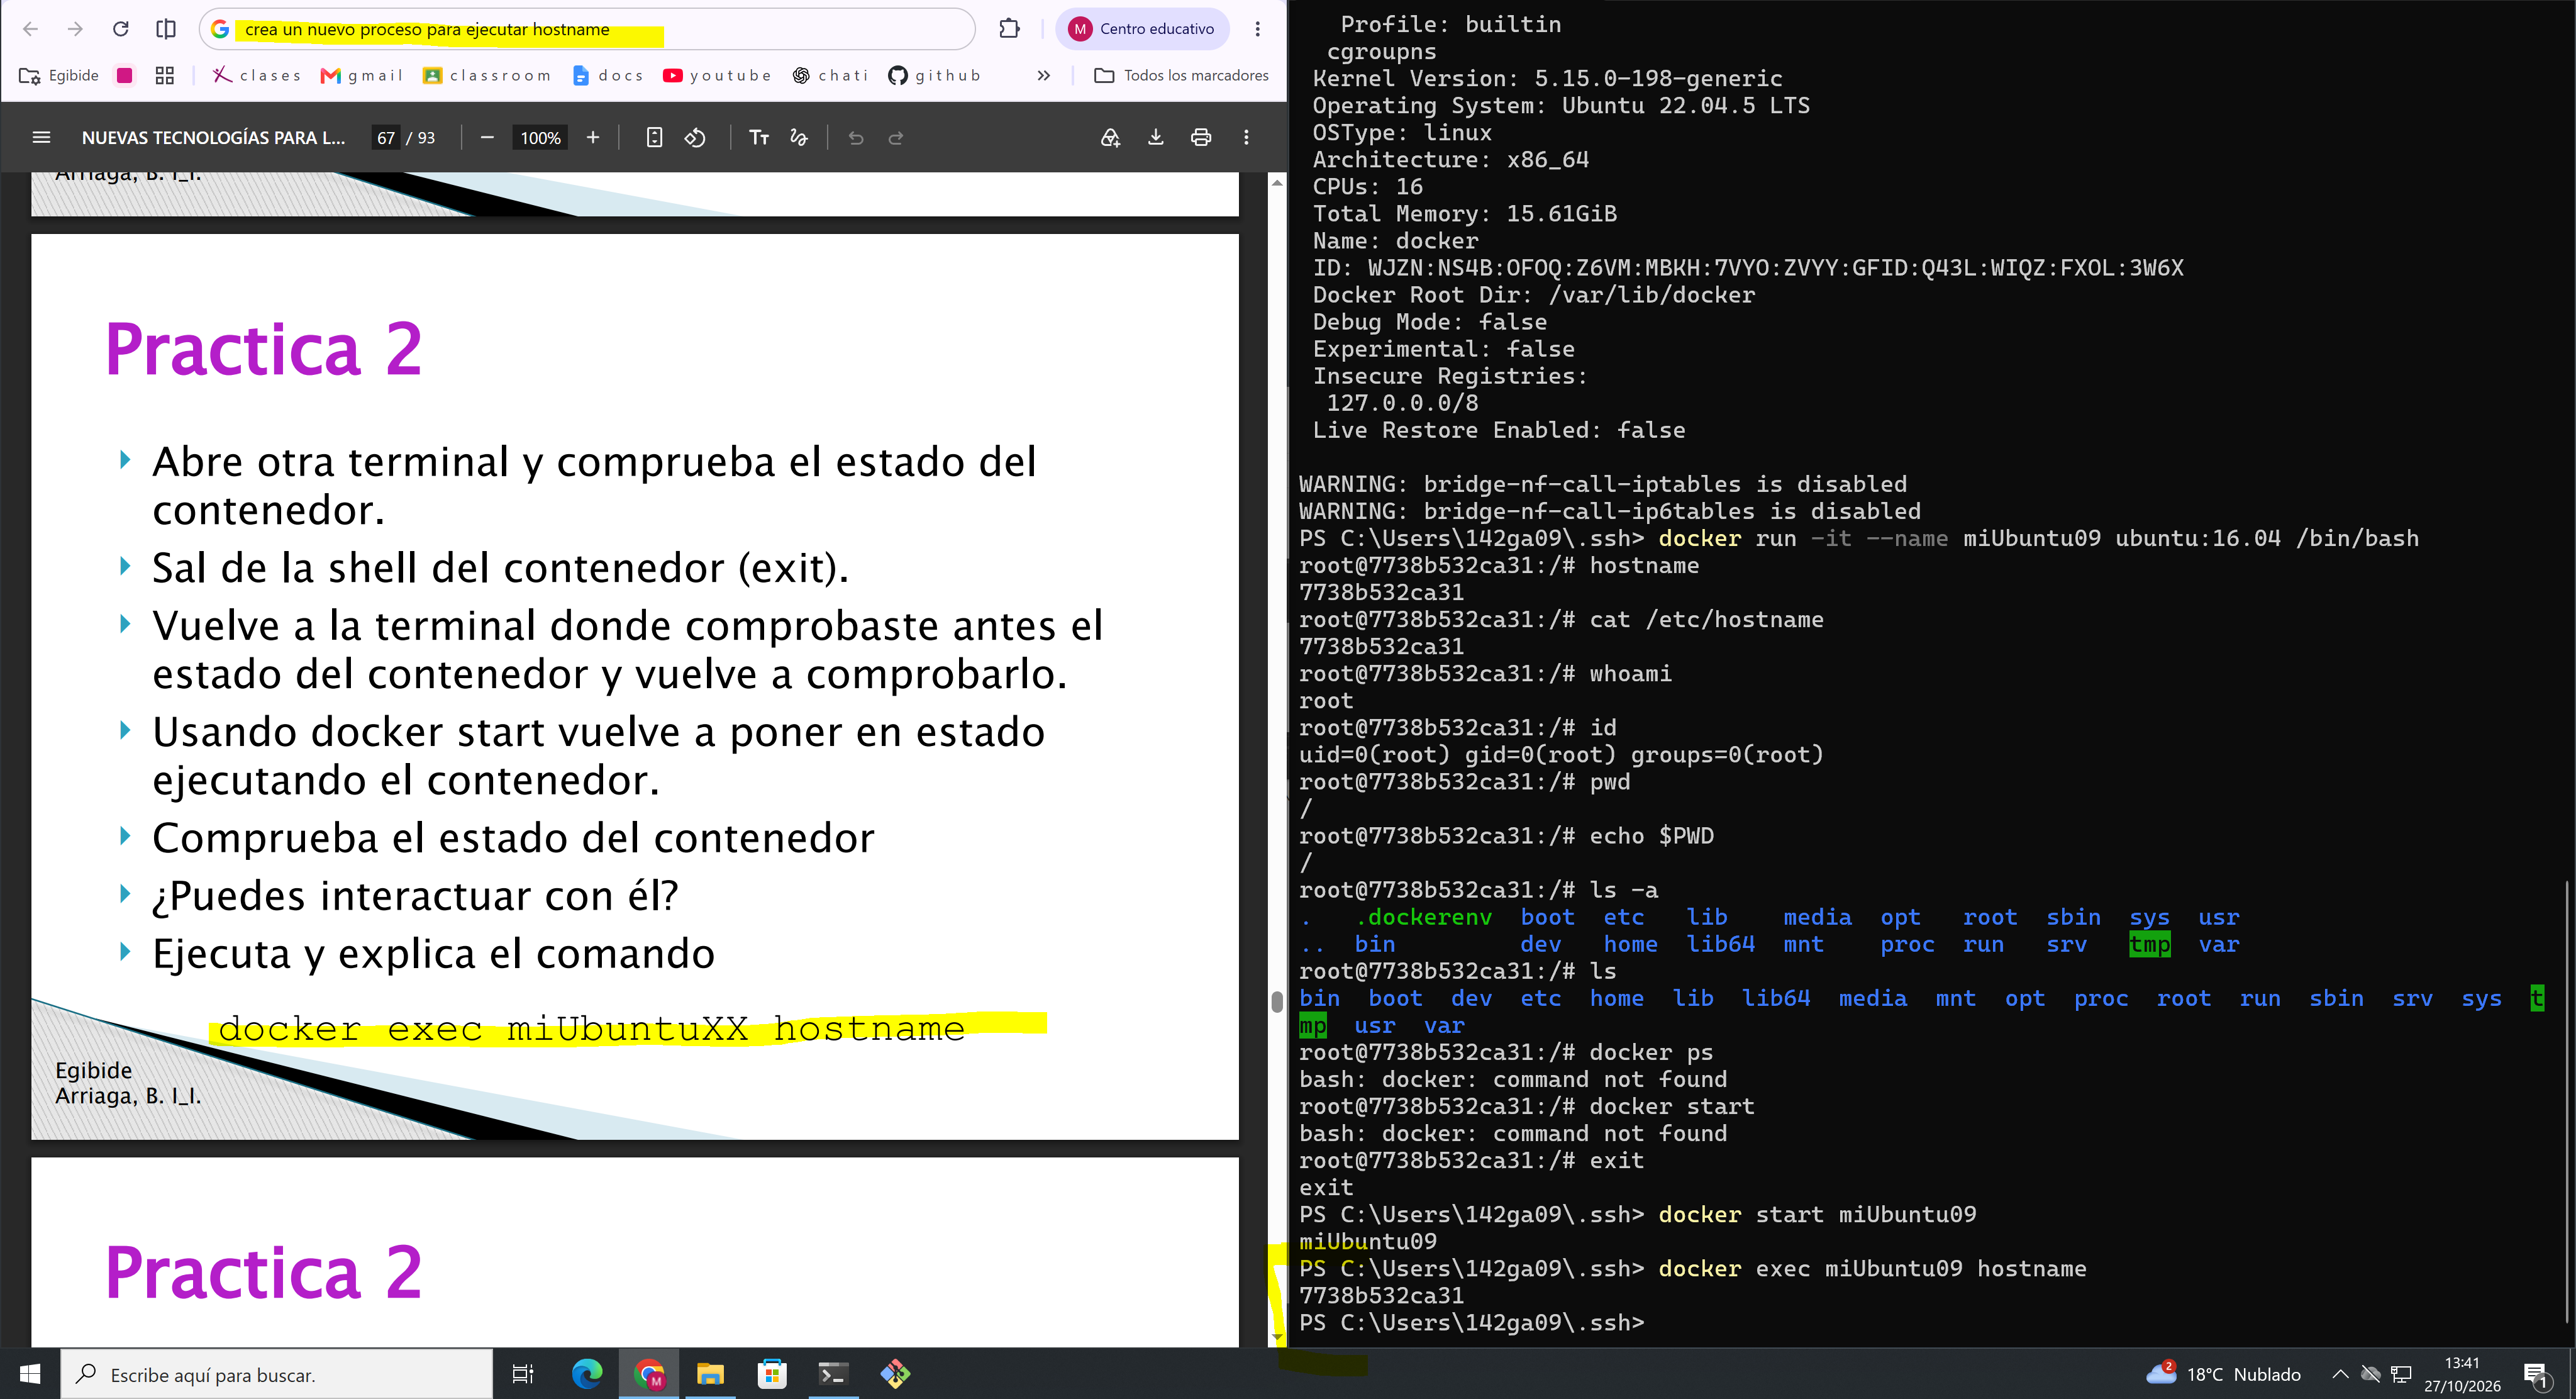 crea un nuevo proceso para ejecutar hostname
M Centro educativo
Egibide clases gmail classroom docs youtube chati github » Todos los marcadores
NUEVAS TECNOLOGÍAS PARA L... 67 / 93 − 100% +
Arriaga, B. I_I.
Practica 2
Abre otra terminal y comprueba el estado del
contenedor.
Sal de la shell del contenedor (exit).
Vuelve a la terminal donde comprobaste antes el
estado del contenedor y vuelve a comprobarlo.
Usando docker start vuelve a poner en estado
ejecutando el contenedor.
Comprueba el estado del contenedor
¿Puedes interactuar con él?
Ejecuta y explica el comando
docker exec miUbuntuXX hostname
Egibide
Arriaga, B. I_I.
Practica 2
Profile: builtin
cgroupns
Kernel Version: 5.15.0-198-generic
Operating System: Ubuntu 22.04.5 LTS
OSType: linux
Architecture: x86_64
CPUs: 16
Total Memory: 15.61GiB
Name: docker
ID: WJZN:NS4B:OFOQ:Z6VM:MBKH:7VYO:ZVYY:GFID:Q43L:WIQZ:FXOL:3W6X
Docker Root Dir: /var/lib/docker
Debug Mode: false
Experimental: false
Insecure Registries:
127.0.0.0/8
Live Restore Enabled: false
WARNING: bridge-nf-call-iptables is disabled
WARNING: bridge-nf-call-ip6tables is disabled
PS C:\Users\142ga09\.ssh> docker run -it --name miUbuntu09 ubuntu:16.04 /bin/bash
root@7738b532ca31:/# hostname
7738b532ca31
root@7738b532ca31:/# cat /etc/hostname
7738b532ca31
root@7738b532ca31:/# whoami
root
root@7738b532ca31:/# id
uid=0(root) gid=0(root) groups=0(root)
root@7738b532ca31:/# pwd
/
root@7738b532ca31:/# echo $PWD
/
root@7738b532ca31:/# ls -a
. .dockerenv boot etc lib media opt root sbin sys usr
.. bin dev home lib64 mnt proc run srv tmp var
root@7738b532ca31:/# ls
bin boot dev etc home lib lib64 media mnt opt proc root run sbin srv sys t
mp usr var
root@7738b532ca31:/# docker ps
bash: docker: command not found
root@7738b532ca31:/# docker start
bash: docker: command not found
root@7738b532ca31:/# exit
exit
PS C:\Users\142ga09\.ssh> docker start miUbuntu09
miUbuntu09
PS C:\Users\142ga09\.ssh> docker exec miUbuntu09 hostname
7738b532ca31
PS C:\Users\142ga09\.ssh>
Escribe aquí para buscar.
M
2 18°C Nublado
13:41
27/10/2026
1